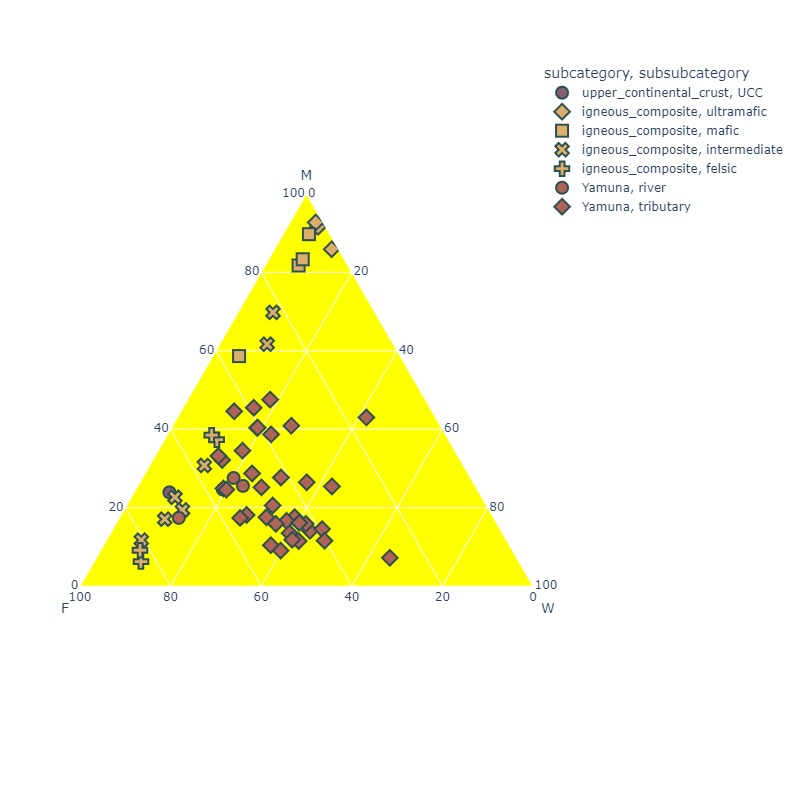 subcategory, subsubcategory
upper_continental_crust, UCC
igneous_composite, ultramafic
igneous_composite, mafic
igneous_composite, intermediate
igneous_composite, felsic
Yamuna, river
Yamuna, tributary
M
100 0
80 20
60 40
40 60
20 80
0 100
100 80 60 40 20 0
F W